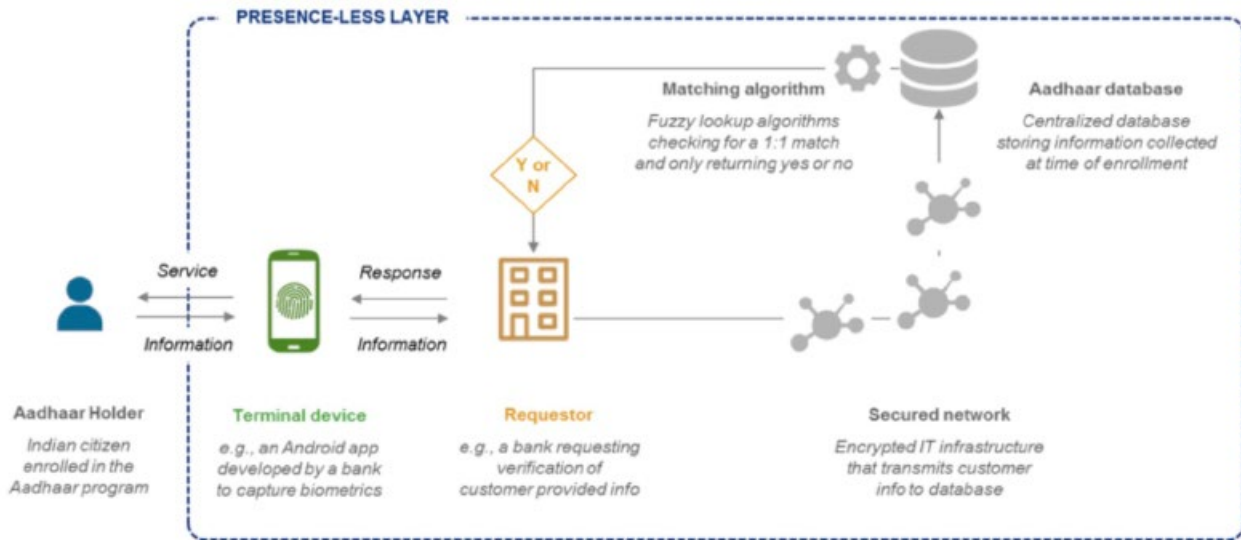 PRESENCE-LESS LAYER
Matching algorithm
Fuzzy lookup algorithms
checking for a 1:1 match
and only returning yes or no
Aadhaar database
Centralized database
storing information collected
at time of enrollment
Y or
N
Service
Information
Response
Information
Aadhaar Holder
Indian citizen
enrolled in the
Aadhaar program
Terminal device
e.g., an Android app
developed by a bank
to capture biometrics
Requestor
e.g., a bank requesting
verification of
customer provided info
Secured network
Encrypted IT infrastructure
that transmits customer
info to database